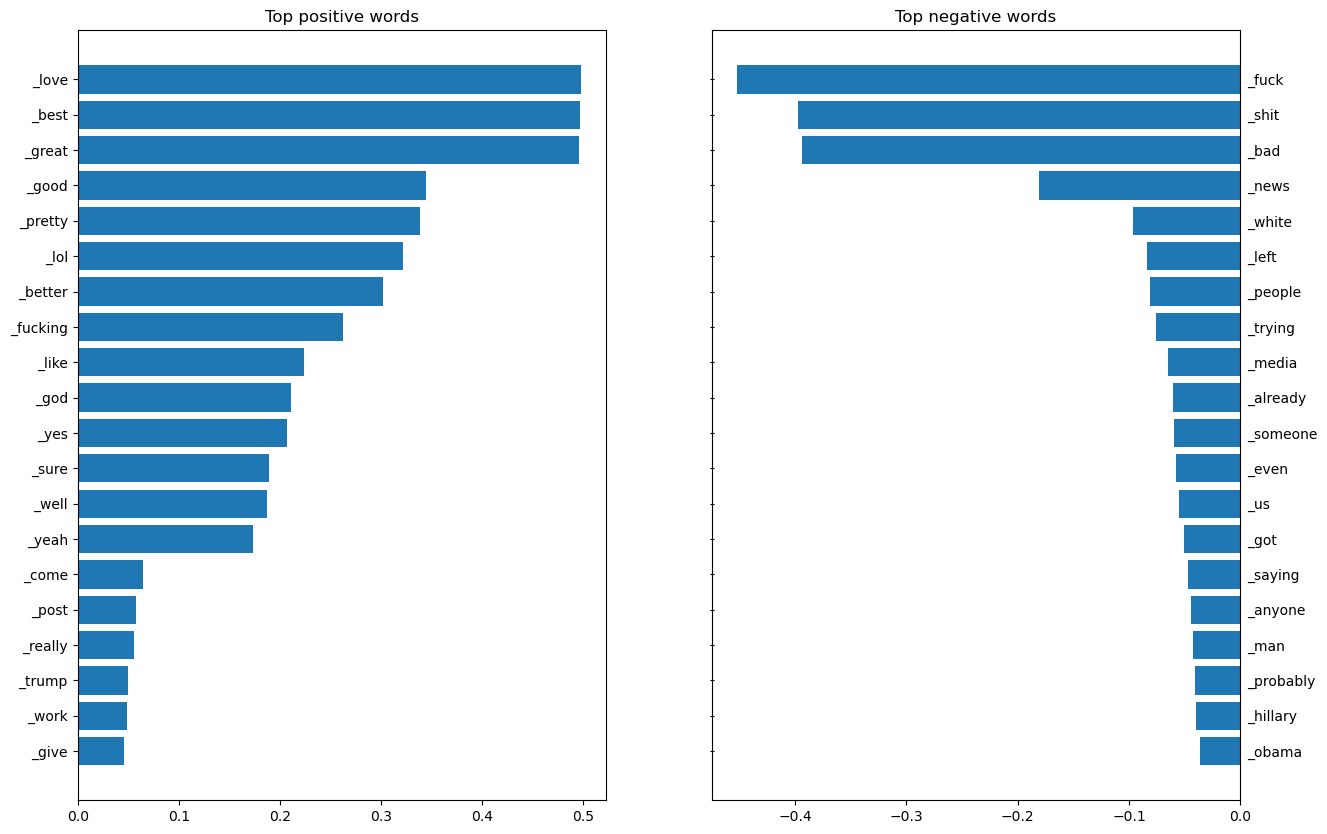 Top positive words
_love
_best
_great
_good
_pretty
_lol
_better
_fucking
_like
_god
_yes
_sure
_well
_yeah
_come
_post
_really
_trump
_work
_give
0.0 0.1 0.2 0.3 0.4 0.5
Top negative words
_fuck
_shit
_bad
_news
_white
_left
_people
_trying
_media
_already
_someone
_even
_us
_got
_saying
_anyone
_man
_probably
_hillary
_obama
−0.4 −0.3 −0.2 −0.1 0.0